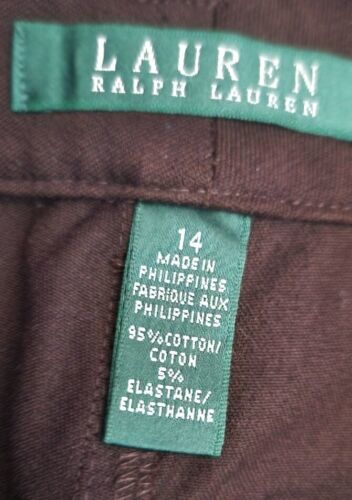 LAUREN
RALPH LAUREN
14
MADE IN
PHILIPPINES
FABRIQUE AUX
PHILIPPINES
95% COTTON/
COTON
5%
ELASTANE/
ELASTHANNE